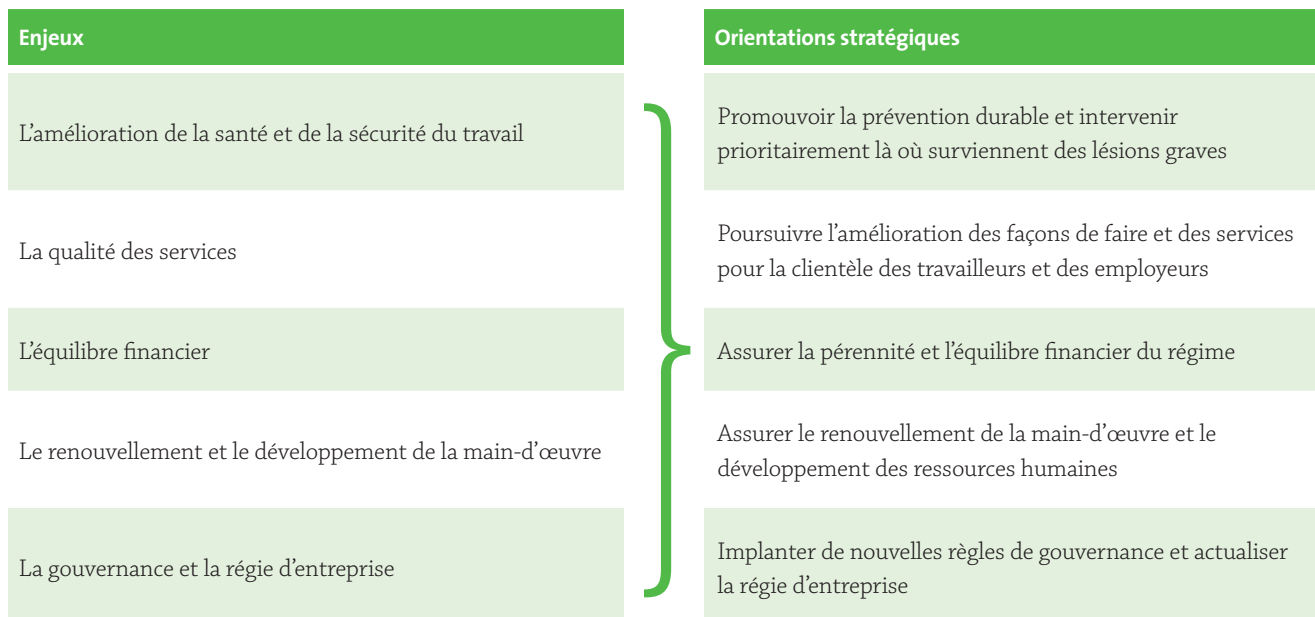 Enjeux
Orientations stratégiques
L’amélioration de la santé et de la sécurité du travail
Promouvoir la prévention durable et intervenir
prioritairement là où surviennent des lésions graves
La qualité des services
Poursuivre l’amélioration des façons de faire et des services
pour la clientèle des travailleurs et des employeurs
L’équilibre financier
Assurer la pérennité et l’équilibre financier du régime
Le renouvellement et le développement de la main-d’œuvre
Assurer le renouvellement de la main-d’œuvre et le
développement des ressources humaines
La gouvernance et la régie d’entreprise
Implanter de nouvelles règles de gouvernance et actualiser
la régie d’entreprise